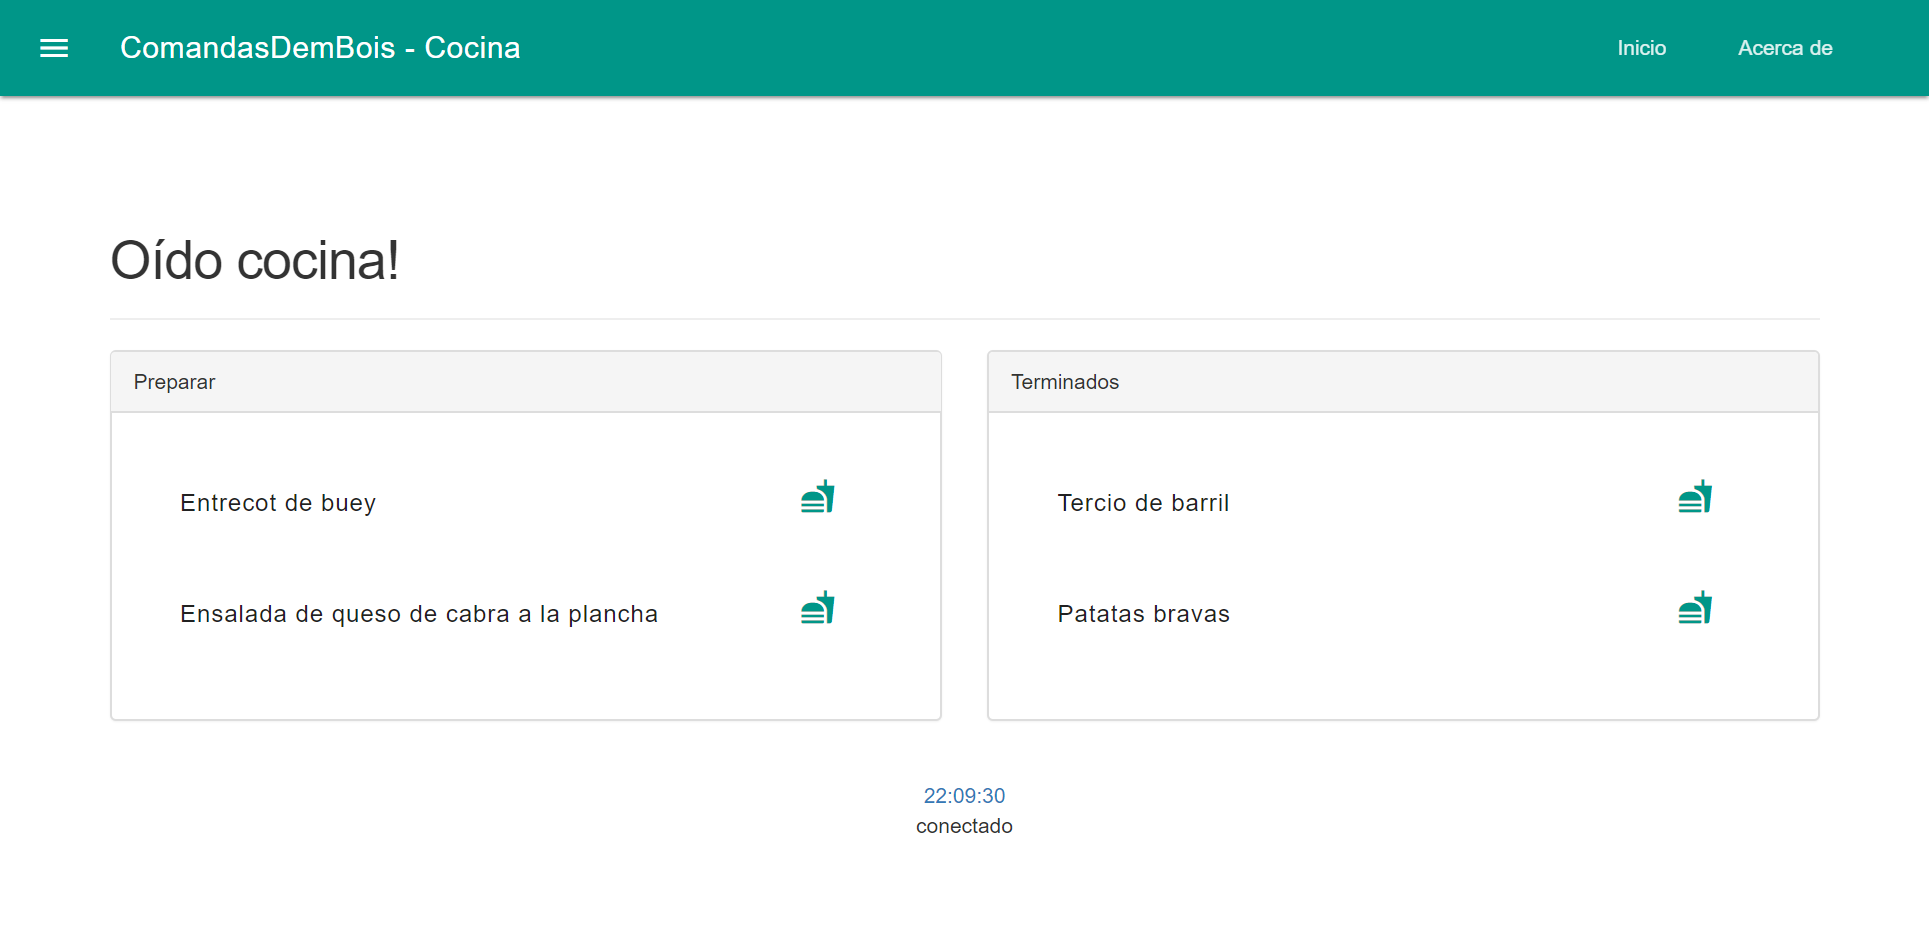 ComandasDemBois - Cocina
Inicio
Acerca de
Oído cocina!
Preparar
Entrecot de buey
Ensalada de queso de cabra a la plancha
Terminados
Tercio de barril
Patatas bravas
22:09:30
conectado